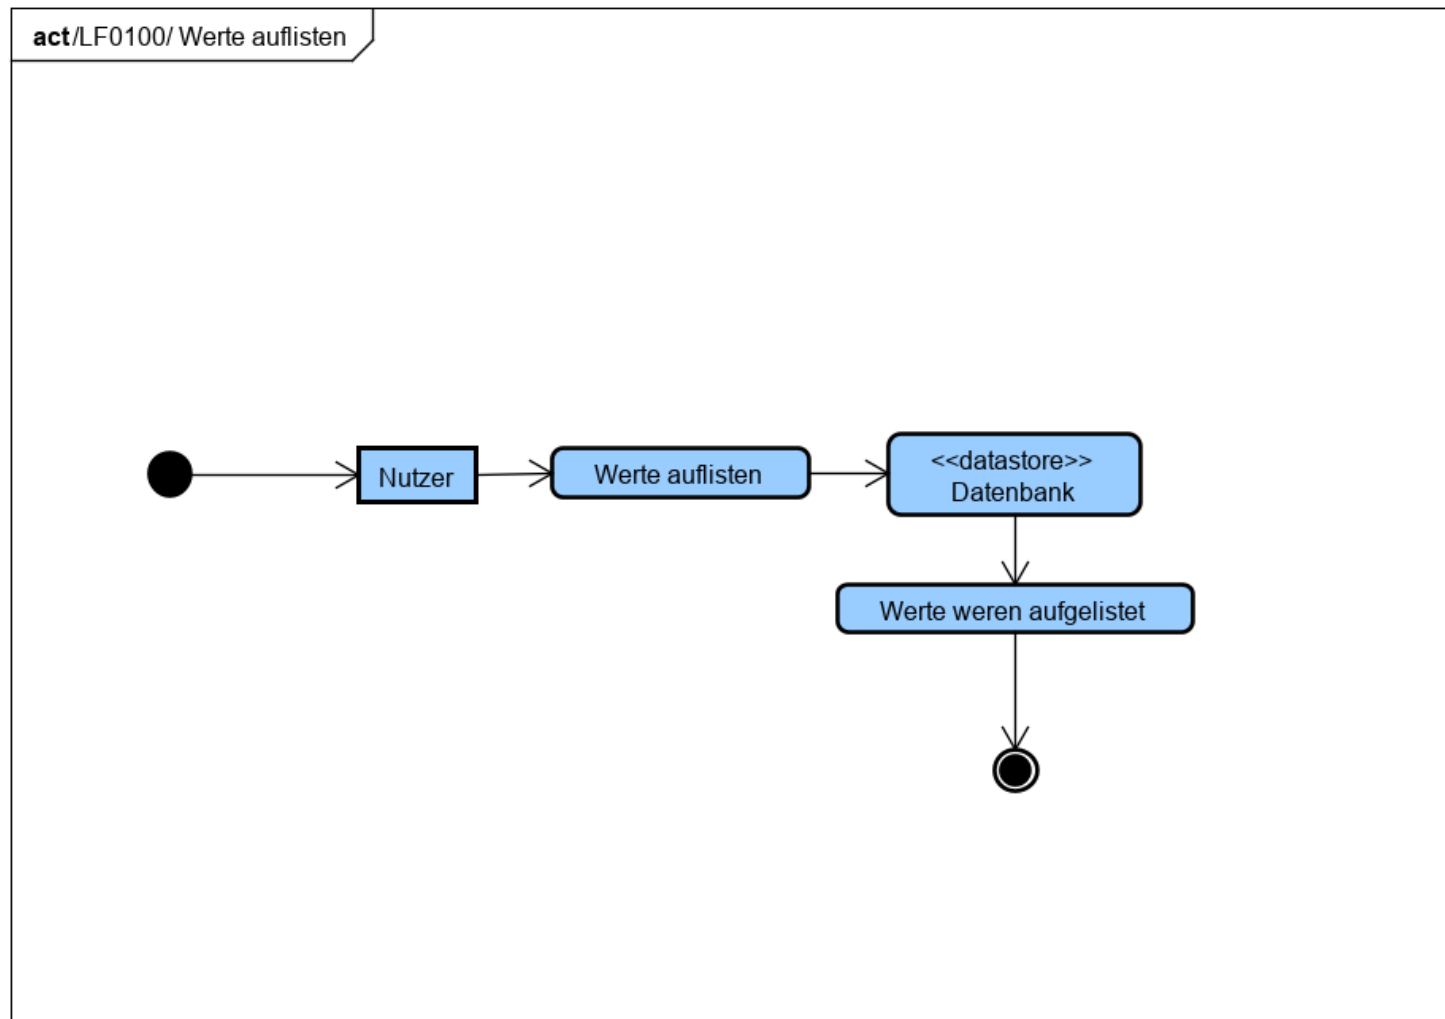 act/LF0100/ Werte auflisten
Nutzer
Werte auflisten
<<datastore>>
Datenbank
Werte weren aufgelistet